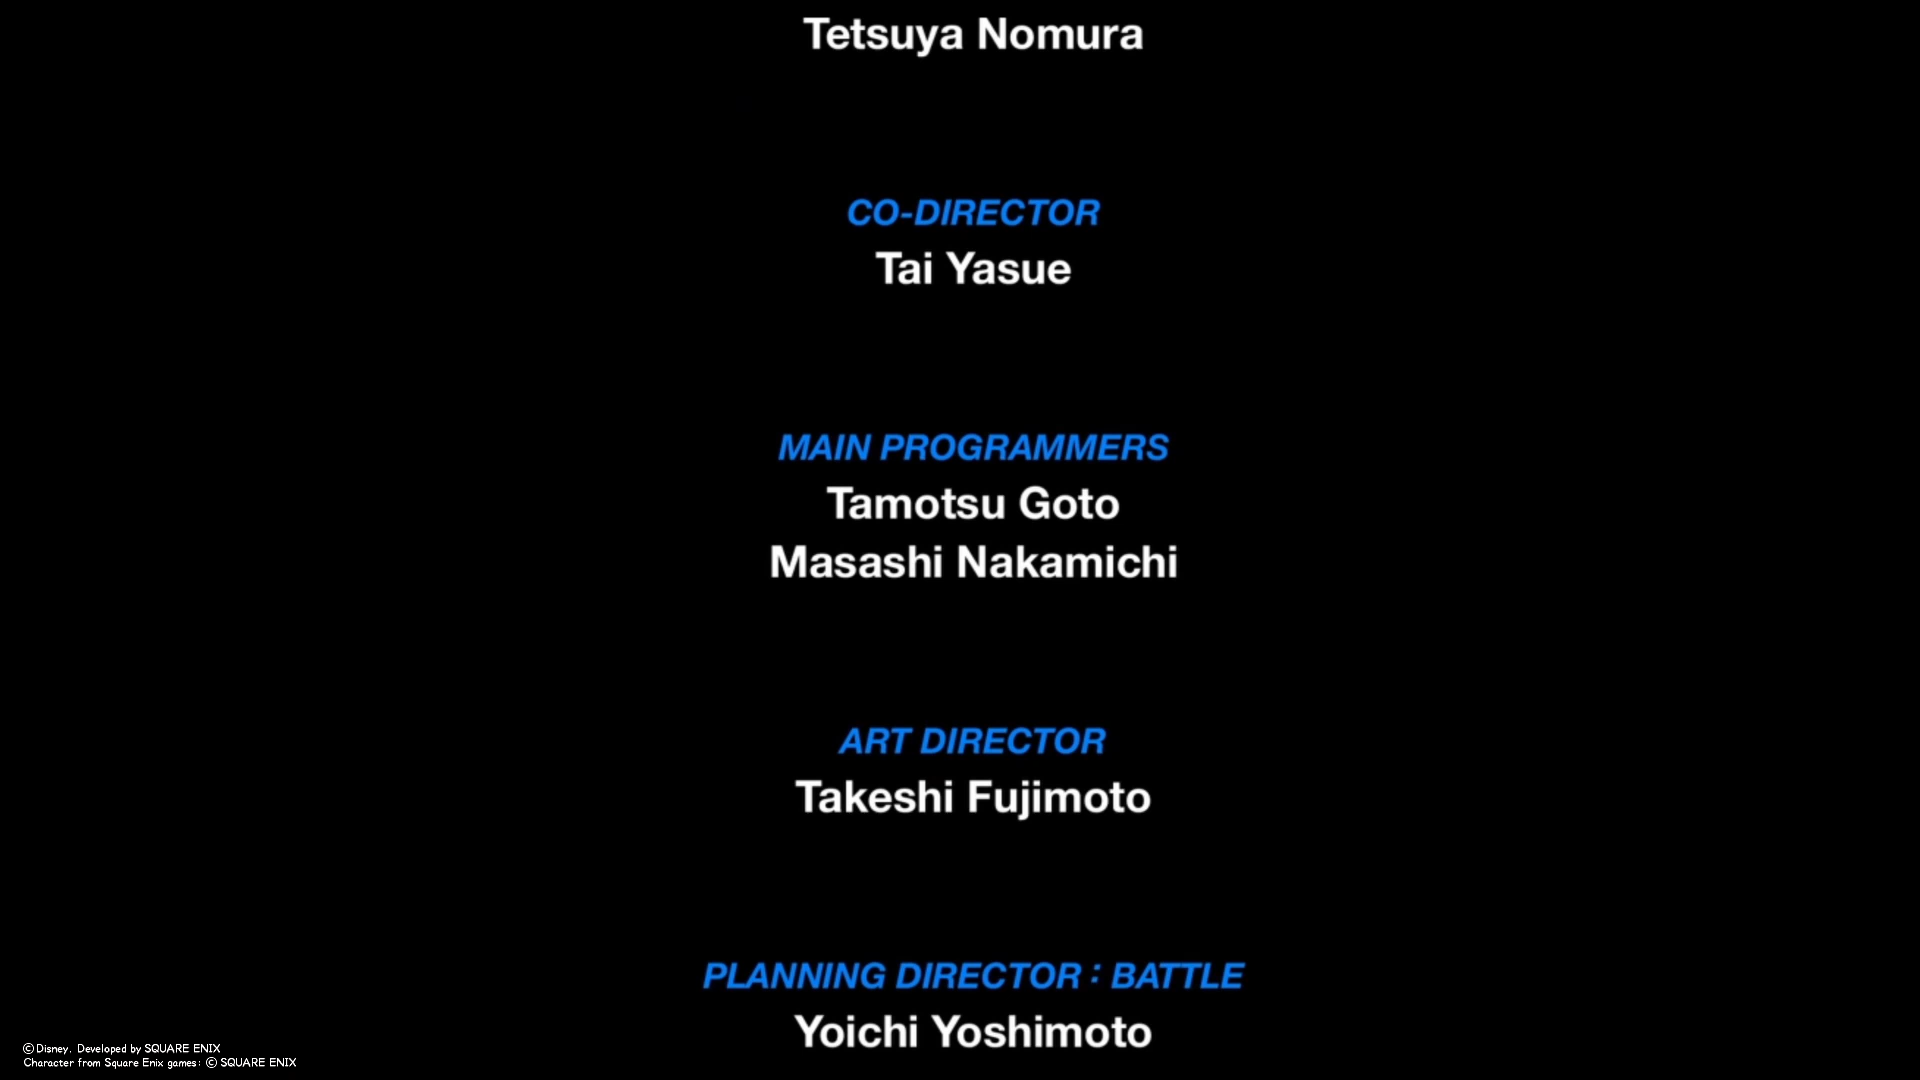 Tetsuya Nomura
CO-DIRECTOR
Tai Yasue
MAIN PROGRAMMERS
Tamotsu Goto
Masashi Nakamichi
ART DIRECTOR
Takeshi Fujimoto
PLANNING DIRECTOR : BATTLE
Yoichi Yoshimoto
©Disney. Developed by SQUARE ENIX
Character from Square Enix games: © SQUARE ENIX